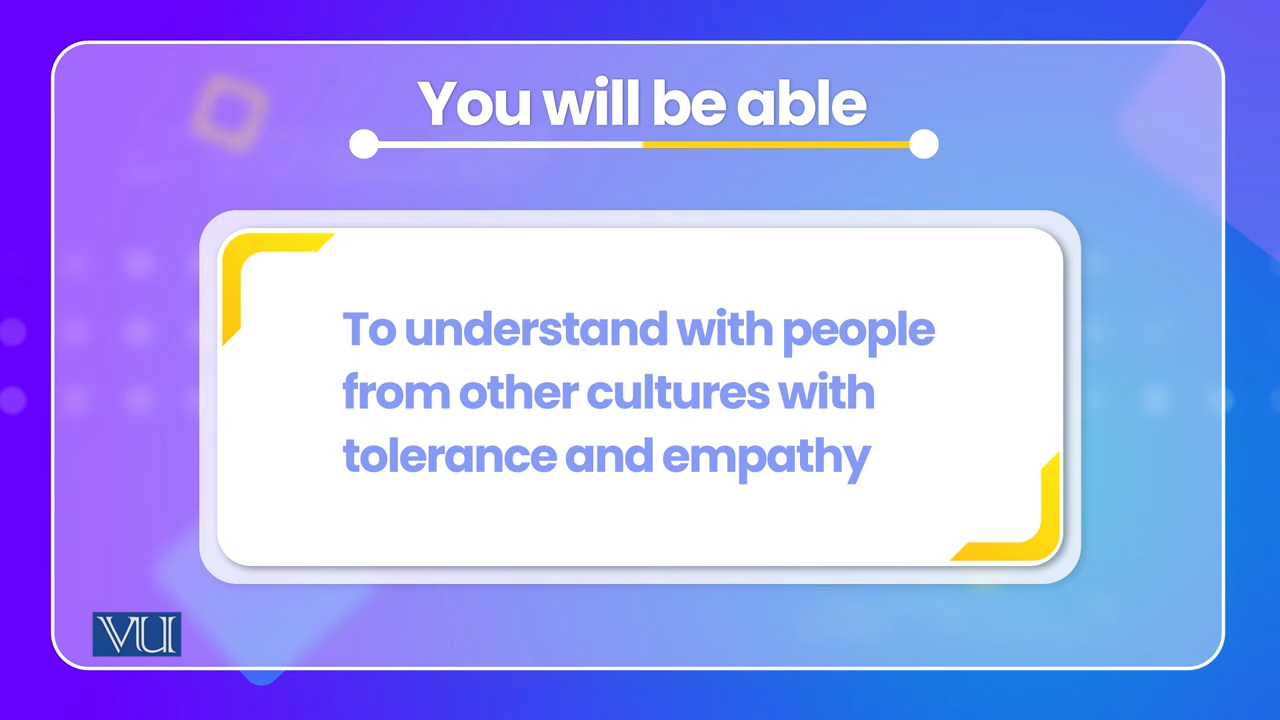 You will be able
To understand with people
from other cultures with
tolerance and empathy
VU